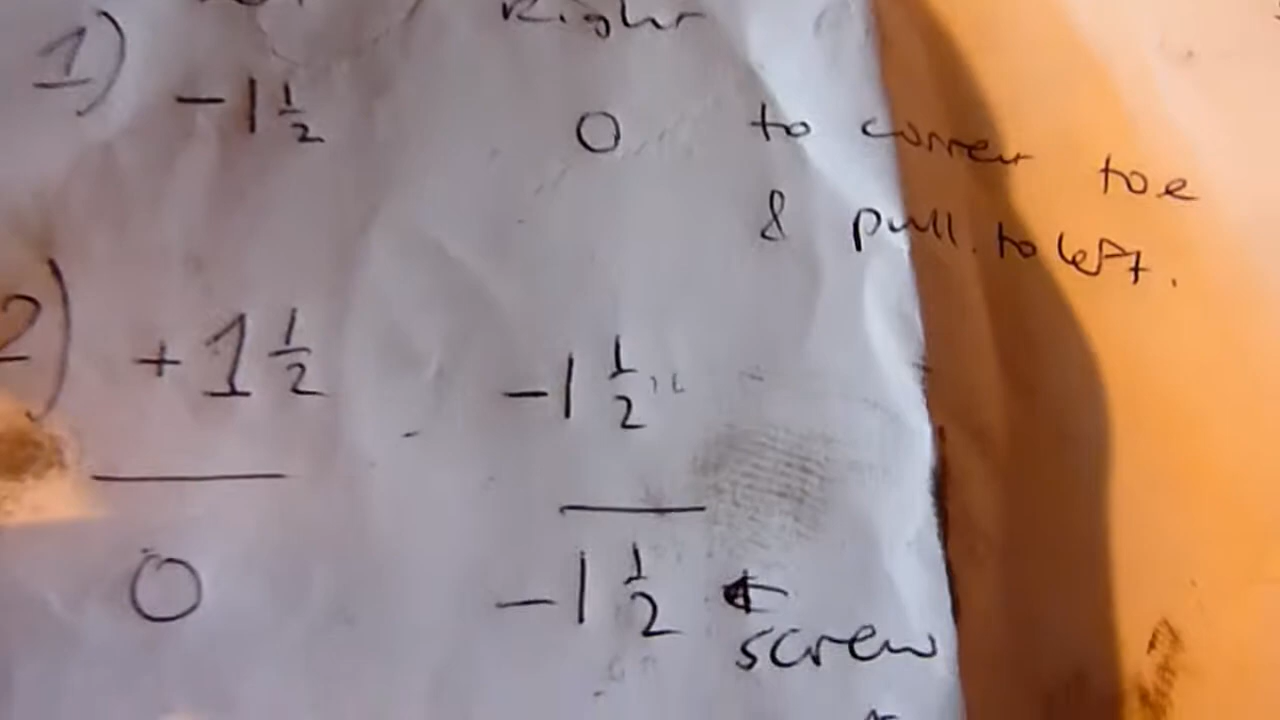 Right
1) -1 1/2 0 to correct toe
& pull to left.
2) +1 1/2 -1 1/2
0 -1 1/2 ←
screw